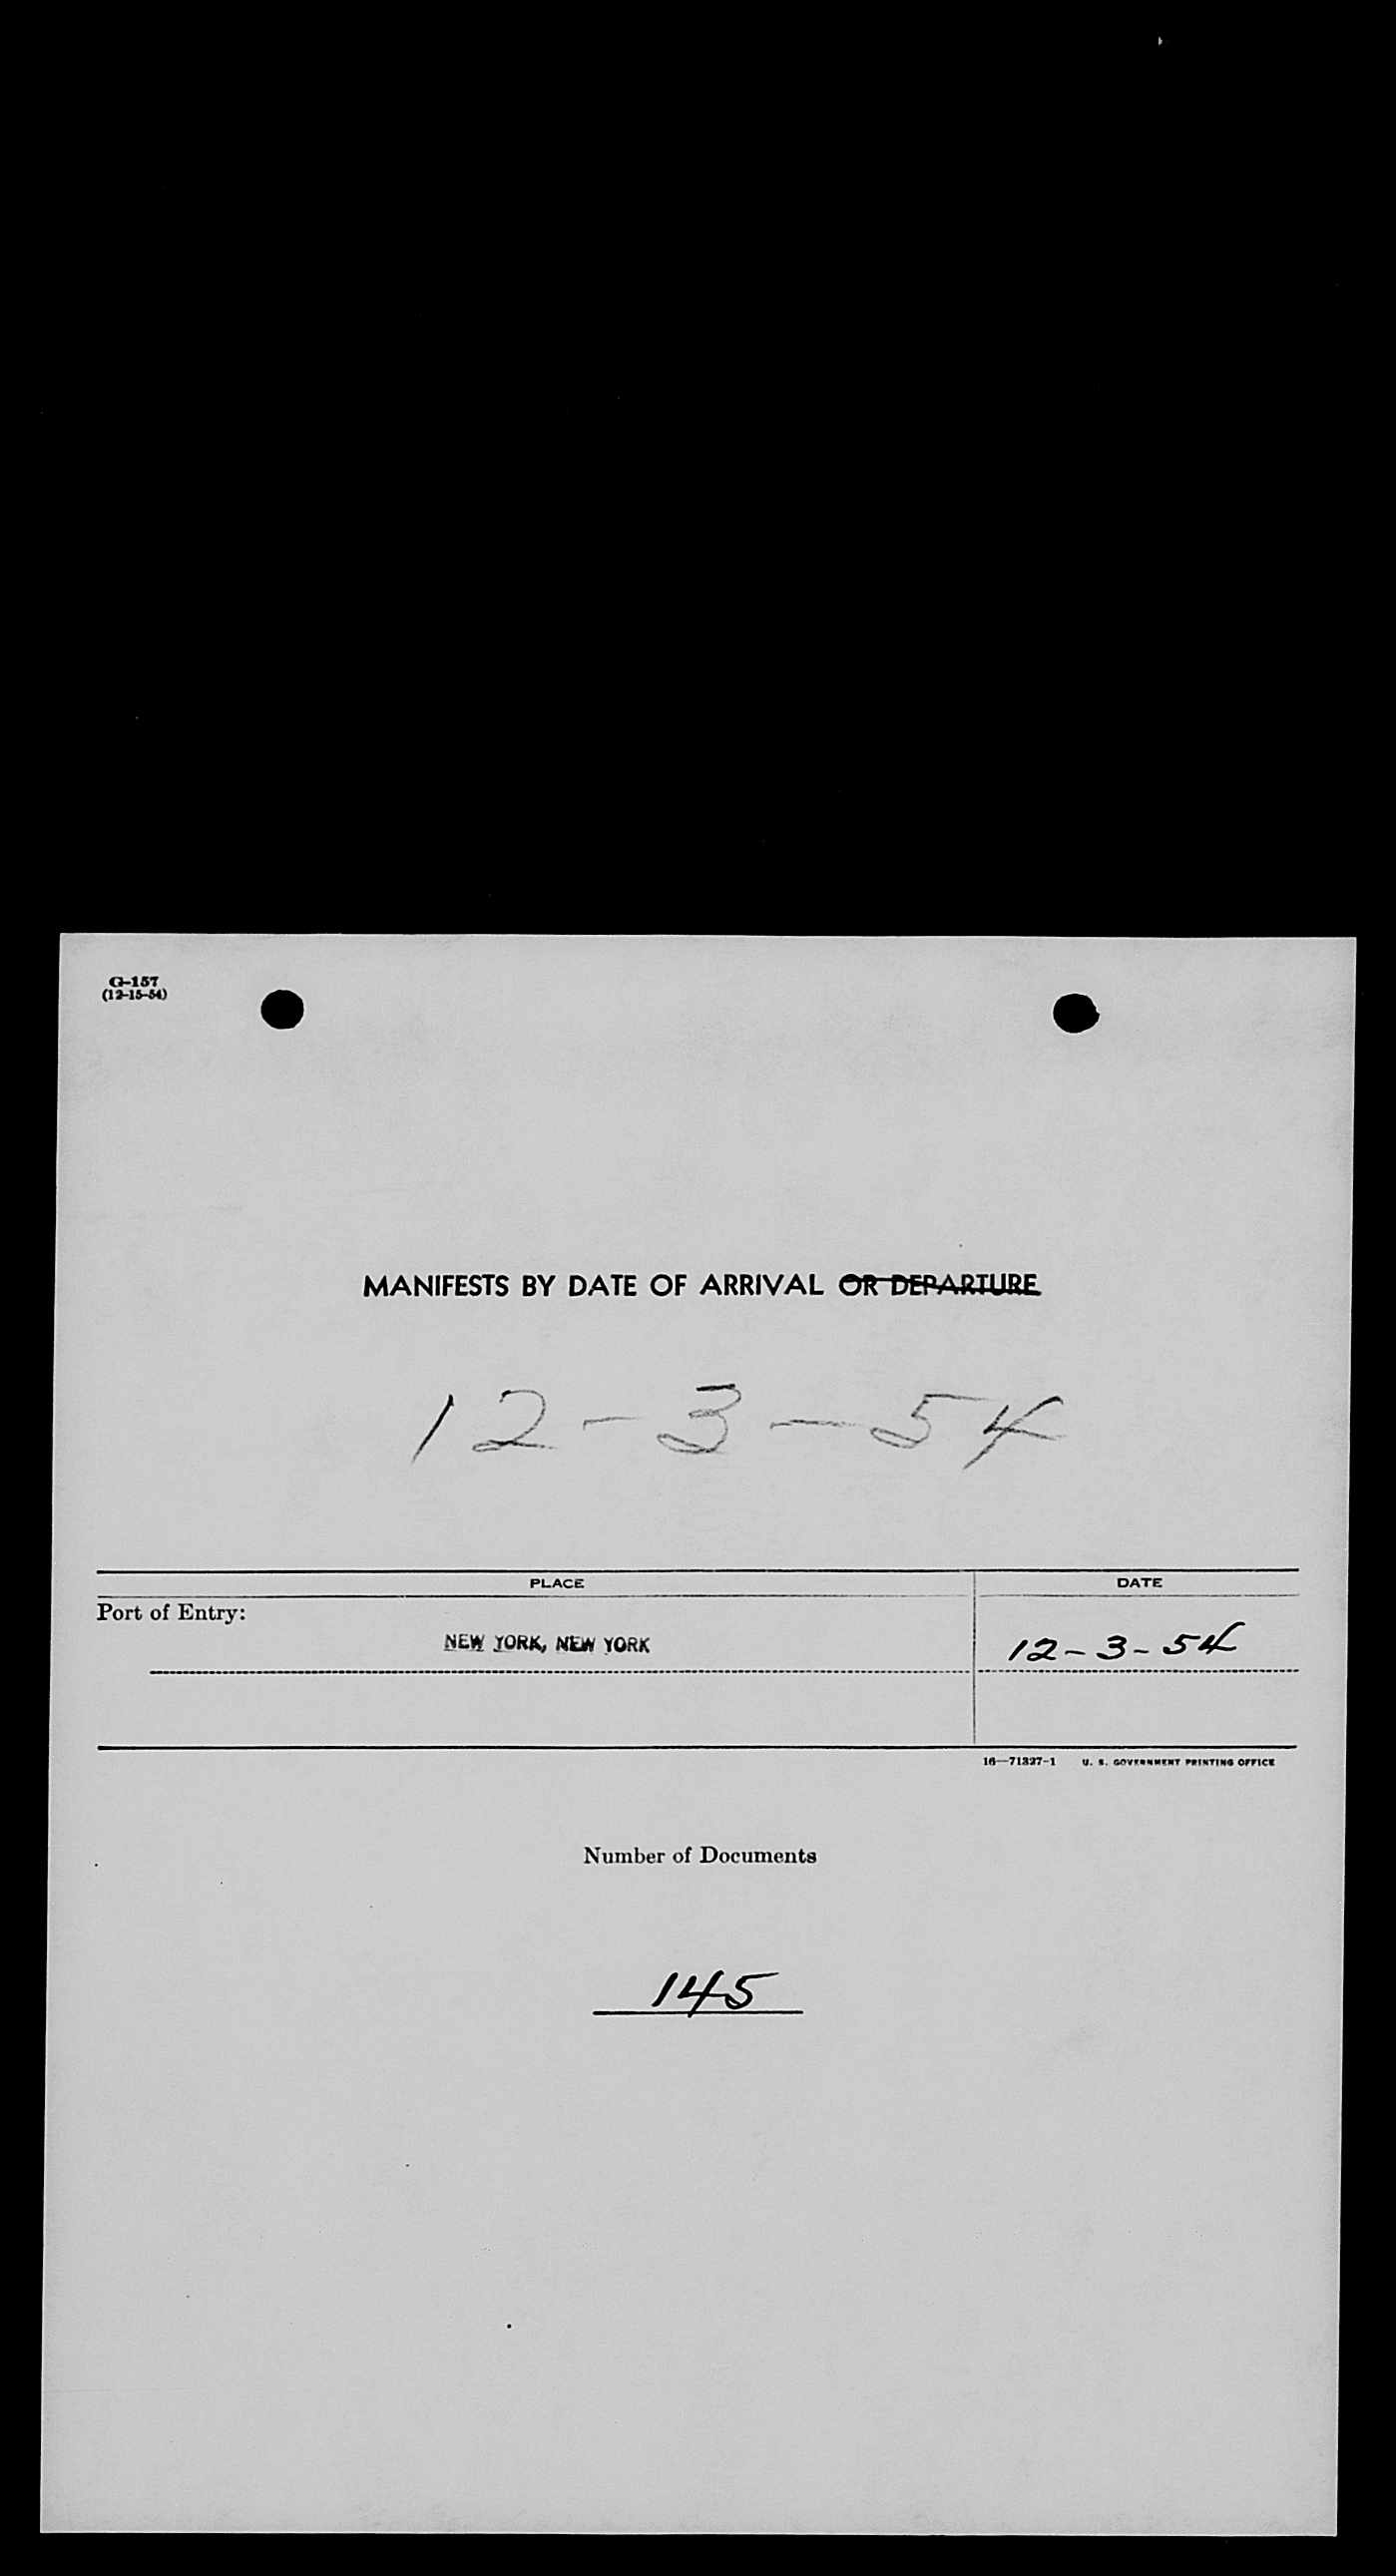 G-157
(12-15-54)
MANIFESTS BY DATE OF ARRIVAL OR DEPARTURE
12-3-54
PLACE DATE
Port of Entry:
NEW YORK, NEW YORK 12-3-54
16—71327-1 U. S. GOVERNMENT PRINTING OFFICE
Number of Documents
145